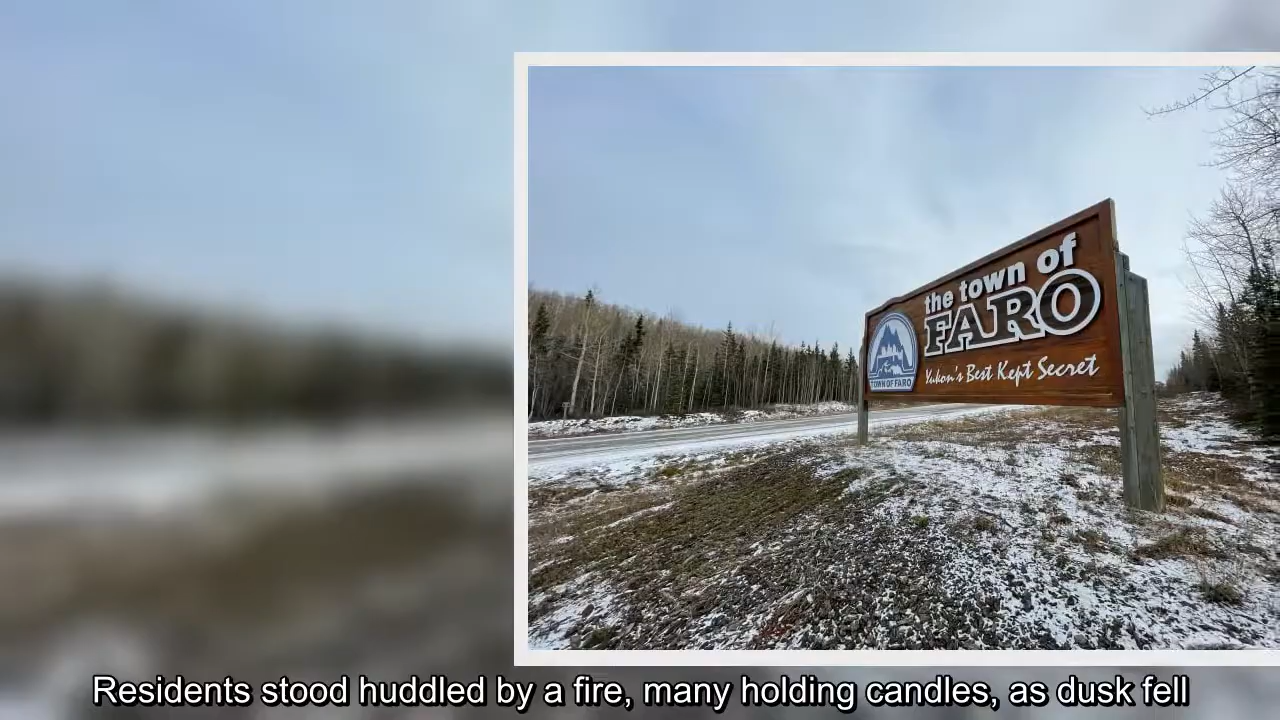 the town of
FARO
Yukon's Best Kept Secret
TOWN OF FARO
Residents stood huddled by a fire, many holding candles, as dusk fell